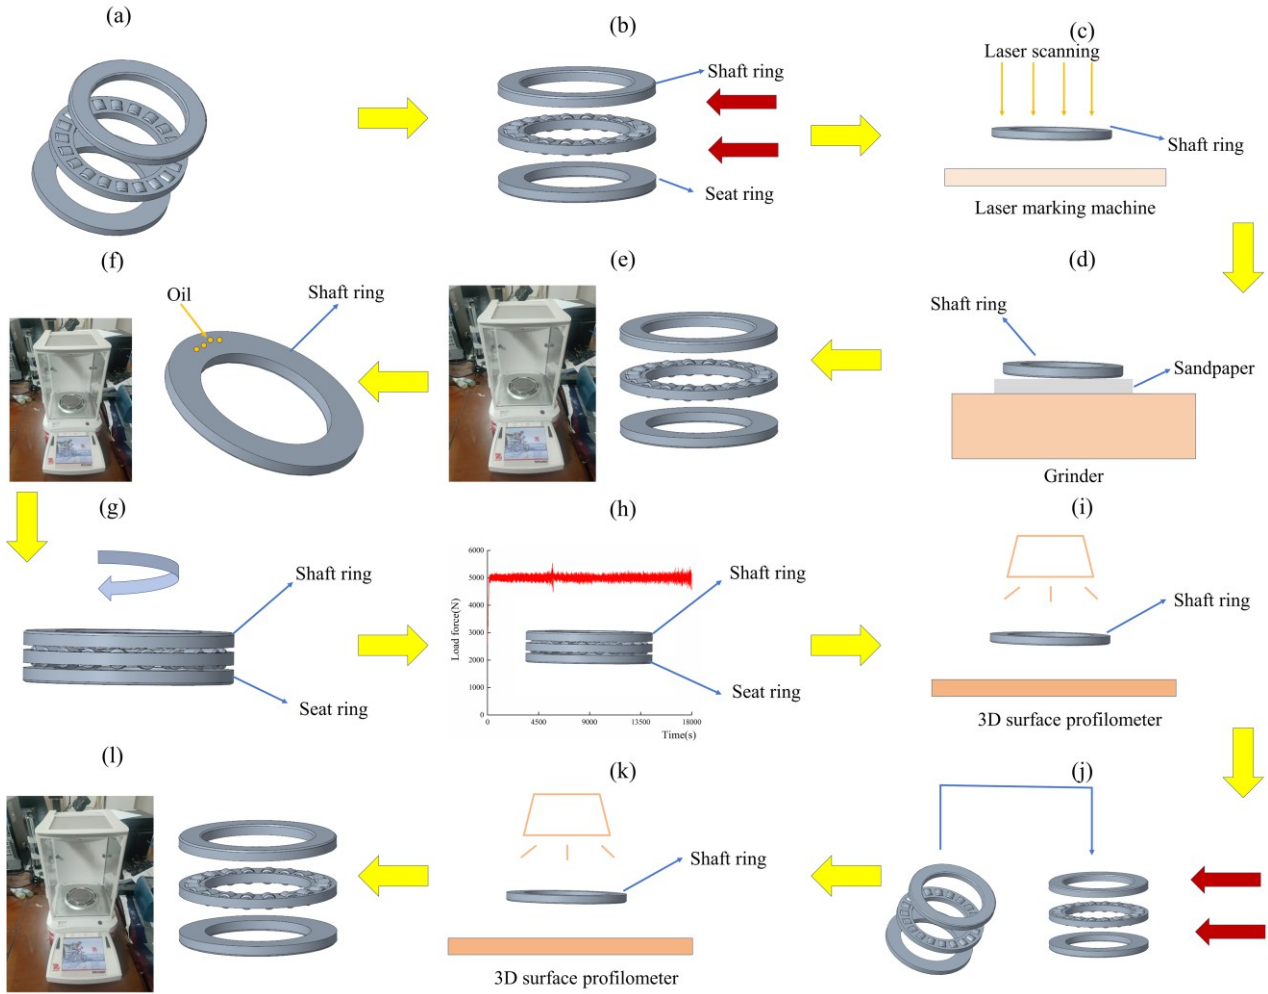 (a)
(b)
Shaft ring
Seat ring
(c)
Laser scanning
Shaft ring
Laser marking machine
(f)
Oil
Shaft ring
(e)
(d)
Shaft ring
Sandpaper
Grinder
(g)
Shaft ring
Seat ring
(h)
Load force(N)
6000
5000
4000
3000
2000
1000
0
0
4500
9000
13500
18000
Time(s)
Shaft ring
Seat ring
(i)
Shaft ring
3D surface profilometer
(l)
(k)
Shaft ring
3D surface profilometer
(j)